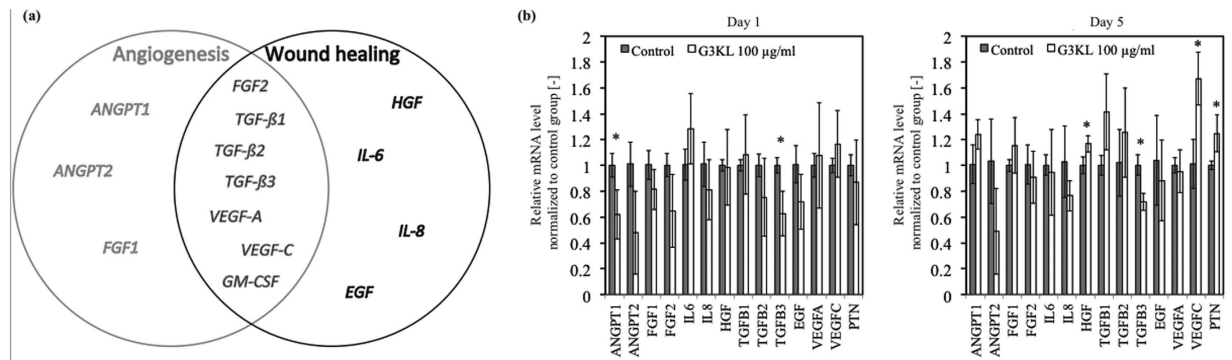 (a)
Angiogenesis
Wound healing
ANGPT1
ANGPT2
FGF1
FGF2
TGF-ß1
TGF-ß2
TGF-ß3
VEGF-A
VEGF-C
GM-CSF
HGF
IL-6
IL-8
EGF
(b)
Day 1
Control G3KL 100 µg/ml
Relative mRNA level
normalized to control group [-]
2
1.8
1.6
1.4
1.2
1
0.8
0.6
0.4
0.2
0
* *
ANGPT1
ANGPT2
FGF1
FGF2
IL6
IL8
HGF
TGFB1
TGFB2
TGFB3
EGF
VEGFA
VEGFC
PTN
Day 5
Control G3KL 100 µg/ml
Relative mRNA level
normalized to control group [-]
2
1.8
1.6
1.4
1.2
1
0.8
0.6
0.4
0.2
0
* * * *
ANGPT1
ANGPT2
FGF1
FGF2
IL6
IL8
HGF
TGFB1
TGFB2
TGFB3
EGF
VEGFA
VEGFC
PTN